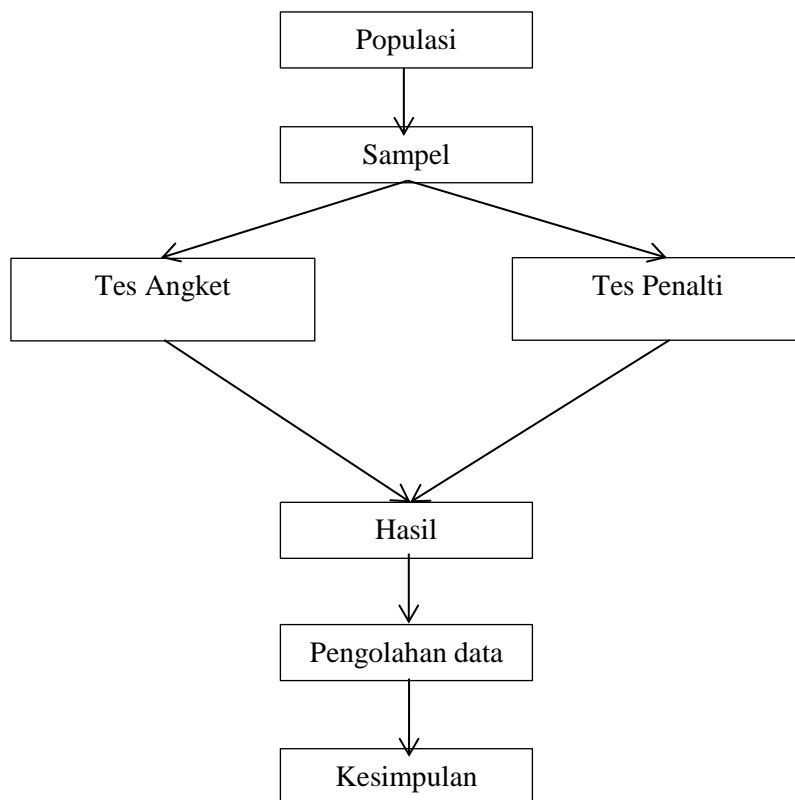 Populasi
Sampel
Tes Angket
Tes Penalti
Hasil
Pengolahan data
Kesimpulan